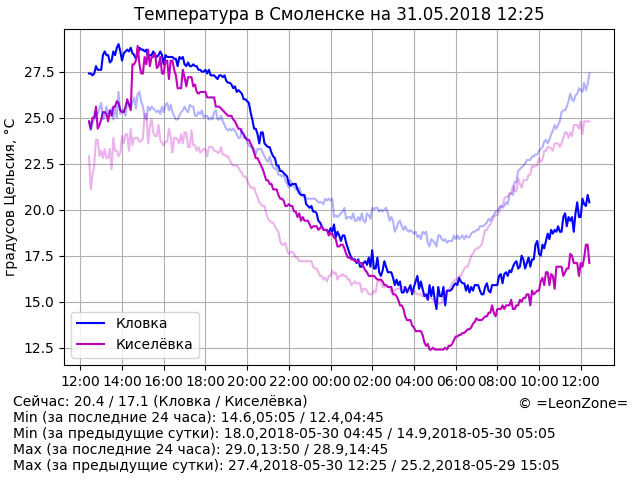 Температура в Смоленске на 31.05.2018 12:25
градусов Цельсия, °C
27.5
25.0
22.5
20.0
17.5
15.0
12.5
Кловка
Киселёвка
12:00 14:00 16:00 18:00 20:00 22:00 00:00 02:00 04:00 06:00 08:00 10:00 12:00
Сейчас: 20.4 / 17.1 (Кловка / Киселёвка)
© =LeonZone=
Min (за последние 24 часа): 14.6,05:05 / 12.4,04:45
Min (за предыдущие сутки): 18.0,2018-05-30 04:45 / 14.9,2018-05-30 05:05
Max (за последние 24 часа): 29.0,13:50 / 28.9,14:45
Max (за предыдущие сутки): 27.4,2018-05-30 12:25 / 25.2,2018-05-29 15:05